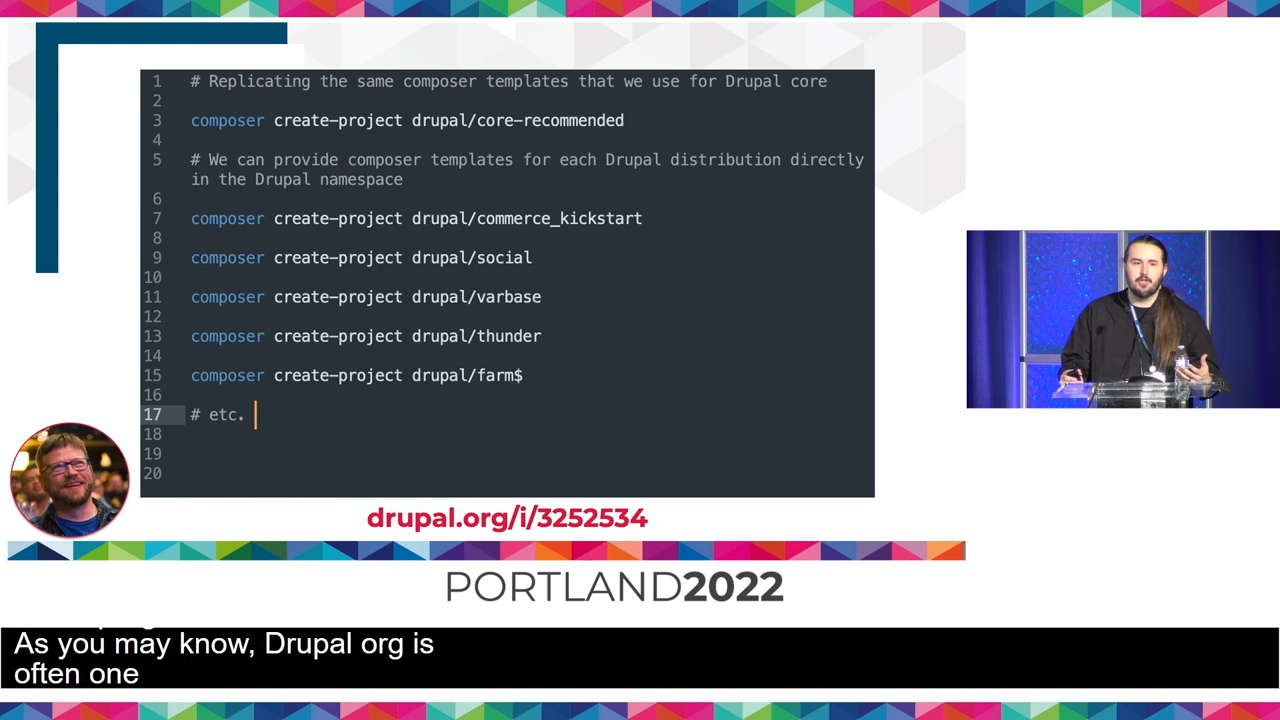 1 # Replicating the same composer templates that we use for Drupal core
2
3 composer create-project drupal/core-recommended
4
5 # We can provide composer templates for each Drupal distribution directly
in the Drupal namespace
6
7 composer create-project drupal/commerce_kickstart
8
9 composer create-project drupal/social
10
11 composer create-project drupal/varbase
12
13 composer create-project drupal/thunder
14
15 composer create-project drupal/farm$
16
17 # etc.
18
19
20
drupal.org/i/3252534
PORTLAND2022
As you may know, Drupal org is
often one